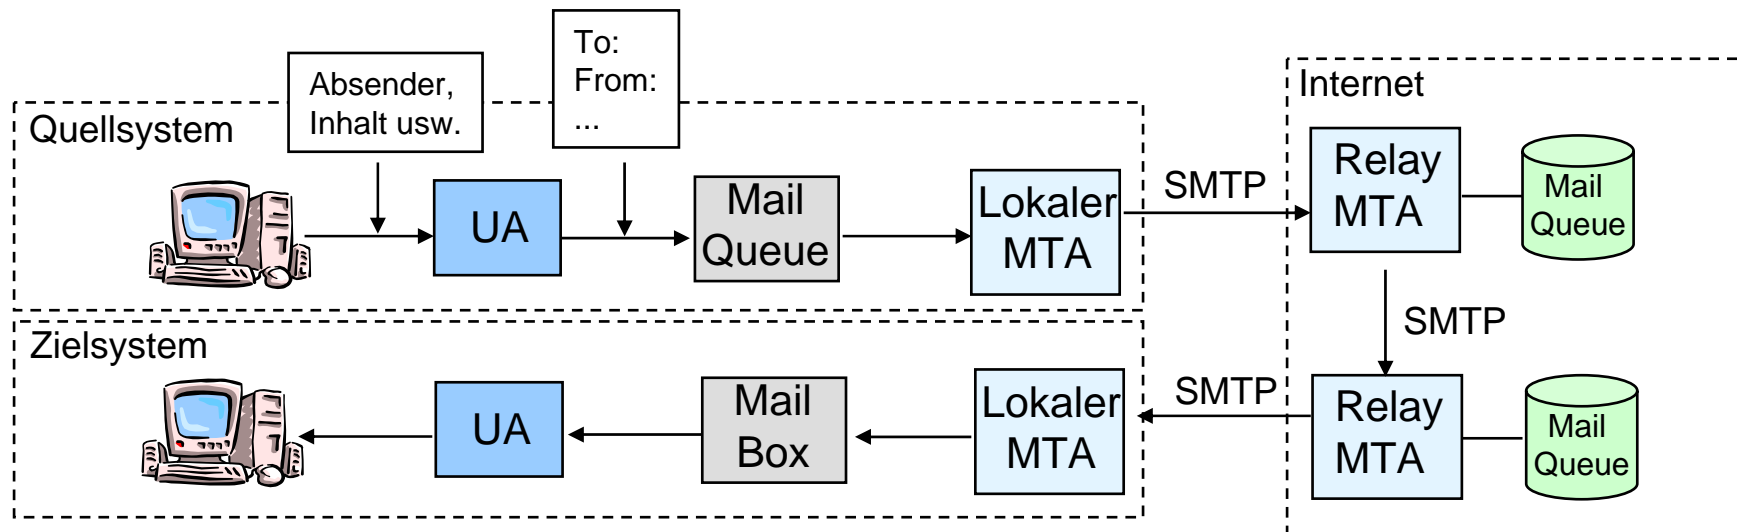 To:
From:
...
Absender,
Inhalt usw.
Internet
Quellsystem
UA
Mail
Queue
Lokaler
MTA
SMTP
Relay
MTA
Mail
Queue
SMTP
Zielsystem
UA
Mail
Box
Lokaler
MTA
SMTP
Relay
MTA
Mail
Queue